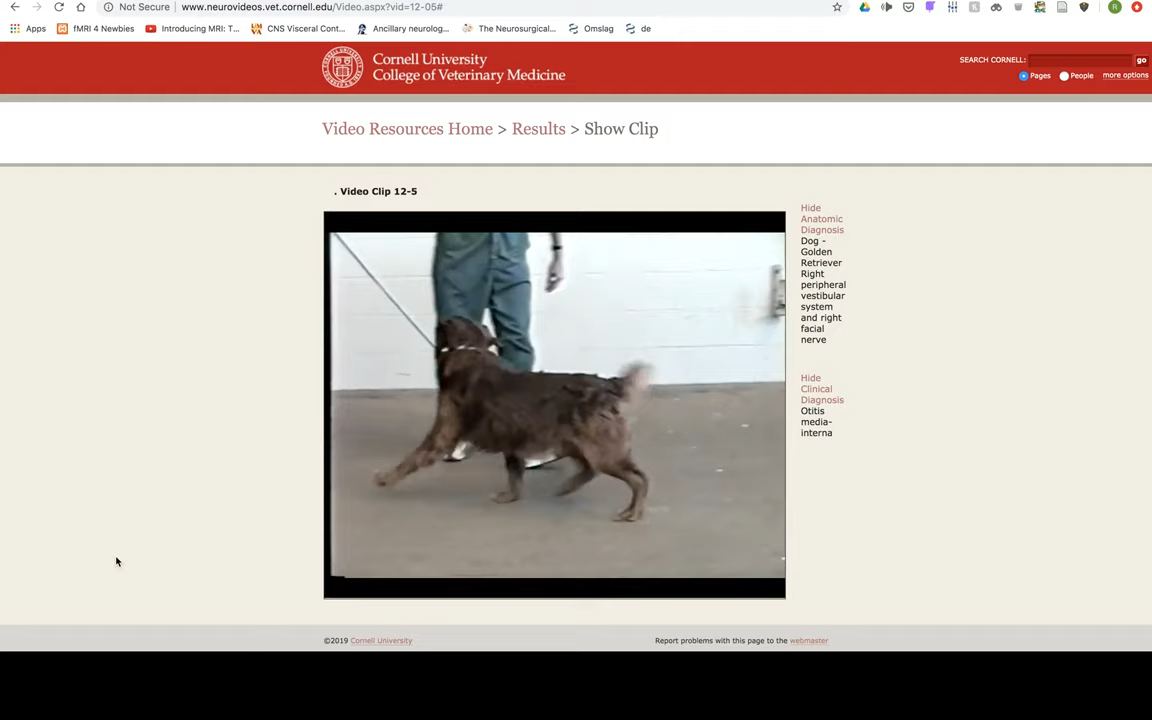 Not Secure
www.neurovideos.vet.cornell.edu/Video.aspx?vid=12-05#
R
Apps
fMRI 4 Newbies
Introducing MRI: T...
CNS Visceral Cont...
Ancillary neurolog...
The Neurosurgical...
Omslag
de
Cornell University
College of Veterinary Medicine
SEARCH CORNELL:
go
Pages
People
more options
Video Resources Home > Results > Show Clip
. Video Clip 12-5
Hide
Anatomic
Diagnosis
Dog -
Golden
Retriever
Right
peripheral
vestibular
system
and right
facial
nerve
Hide
Clinical
Diagnosis
Otitis
media-
interna
©2019 Cornell University
Report problems with this page to the webmaster